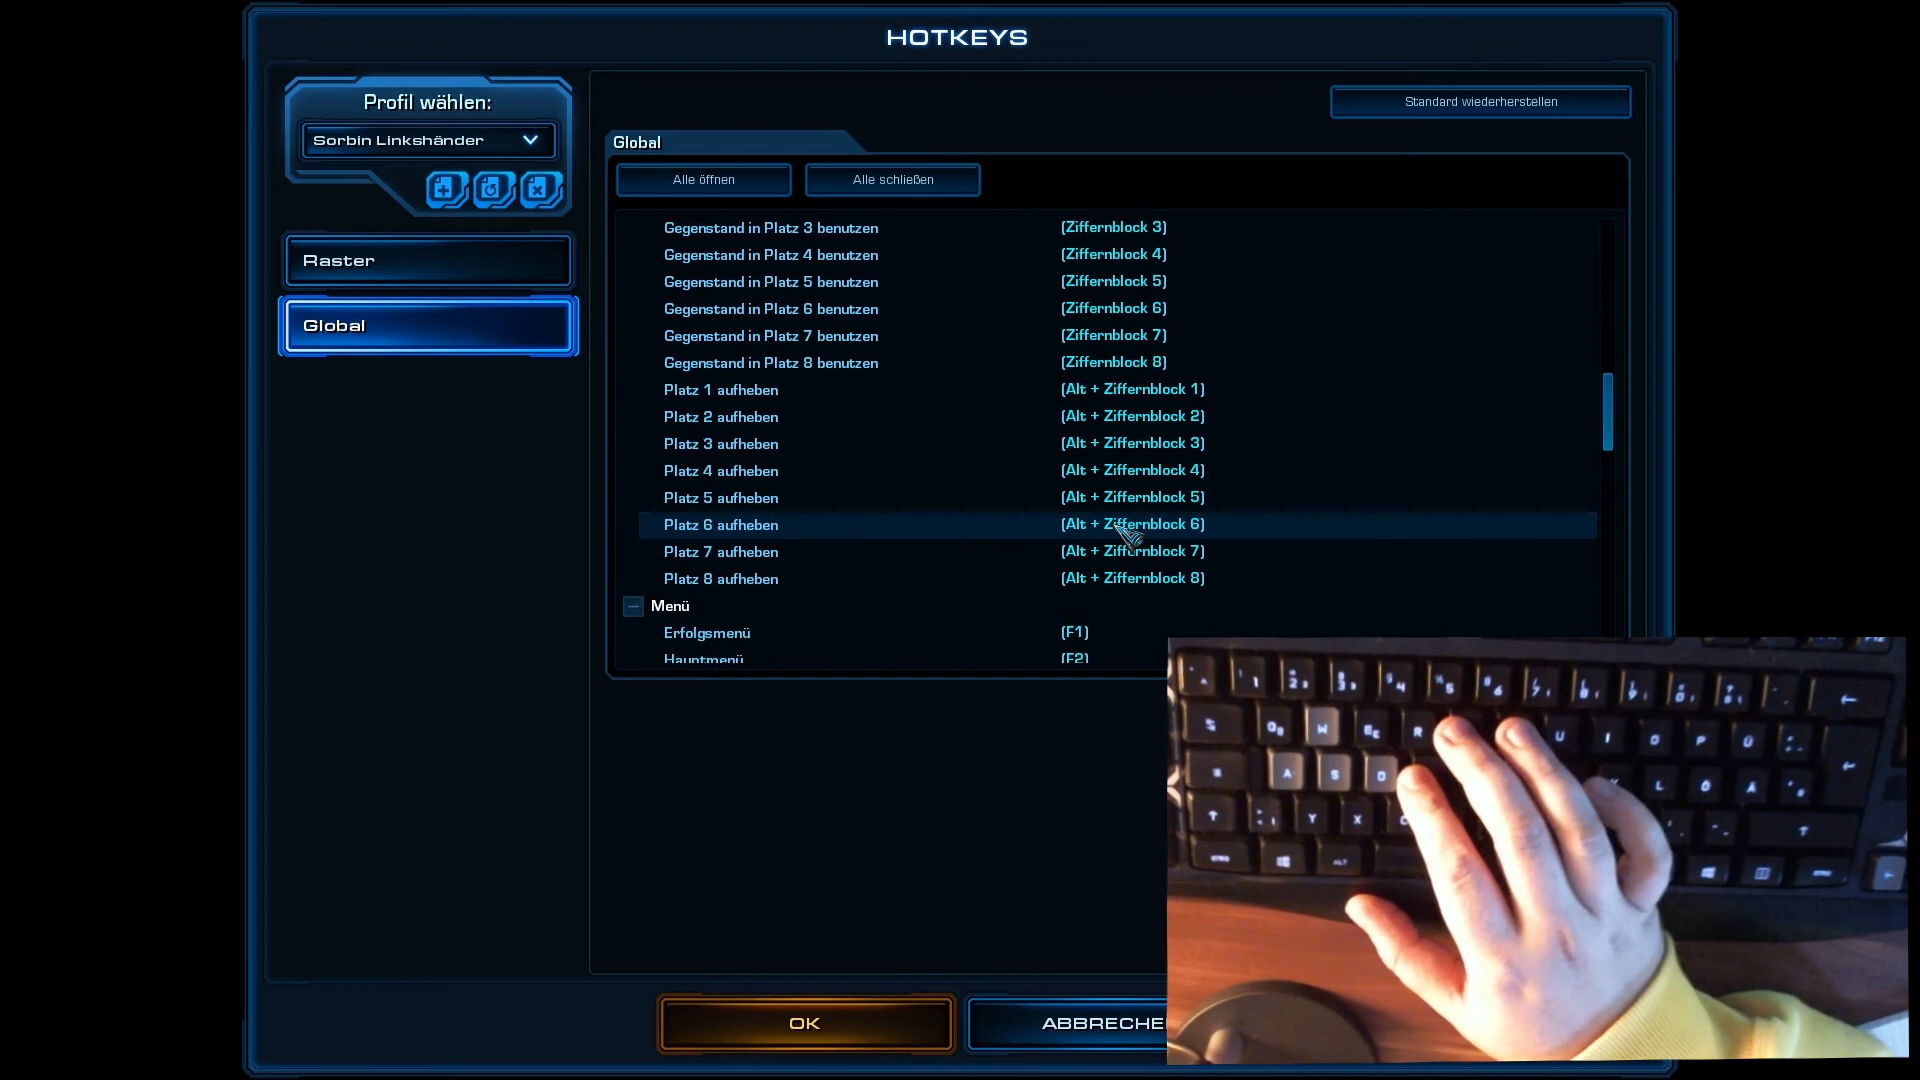 HOTKEYS
Profil wählen:
Sorbin Linkshänder
Raster
Global
Standard wiederherstellen
Global
Alle öffnen
Alle schließen
Gegenstand in Platz 3 benutzen (Ziffernblock 3)
Gegenstand in Platz 4 benutzen (Ziffernblock 4)
Gegenstand in Platz 5 benutzen (Ziffernblock 5)
Gegenstand in Platz 6 benutzen (Ziffernblock 6)
Gegenstand in Platz 7 benutzen (Ziffernblock 7)
Gegenstand in Platz 8 benutzen (Ziffernblock 8)
Platz 1 aufheben (Alt + Ziffernblock 1)
Platz 2 aufheben (Alt + Ziffernblock 2)
Platz 3 aufheben (Alt + Ziffernblock 3)
Platz 4 aufheben (Alt + Ziffernblock 4)
Platz 5 aufheben (Alt + Ziffernblock 5)
Platz 6 aufheben (Alt + Ziffernblock 6)
Platz 7 aufheben (Alt + Ziffernblock 7)
Platz 8 aufheben (Alt + Ziffernblock 8)
Menü
Erfolgsmenü (F1)
Hauptmenü (F2)
OK
W R U I O P Ü
A S D L Ö Ä
Y X
ALT